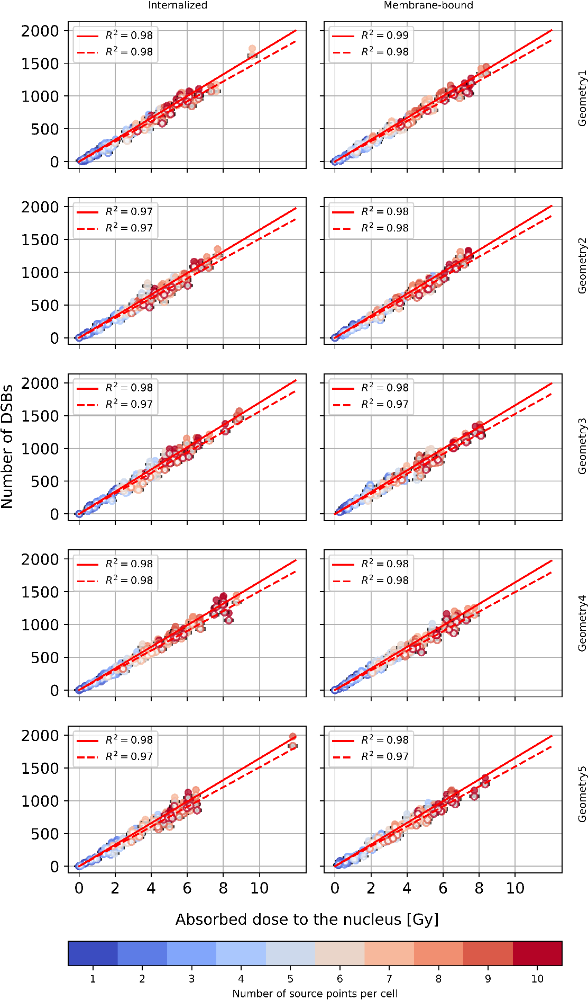 Internalized Membrane-bound
2000
1500
1000
500
0
R² = 0.98
R² = 0.98
R² = 0.99
R² = 0.98
Geometry1
2000
1500
1000
500
0
R² = 0.97
R² = 0.97
R² = 0.98
R² = 0.98
Geometry2
Number of DSBs
2000
1500
1000
500
0
R² = 0.98
R² = 0.97
R² = 0.98
R² = 0.97
Geometry3
2000
1500
1000
500
0
R² = 0.98
R² = 0.98
R² = 0.98
R² = 0.98
Geometry4
2000
1500
1000
500
0
R² = 0.98
R² = 0.97
R² = 0.98
R² = 0.97
Geometry5
0 2 4 6 8 10 0 2 4 6 8 10
Absorbed dose to the nucleus [Gy]
1 2 3 4 5 6 7 8 9 10
Number of source points per cell